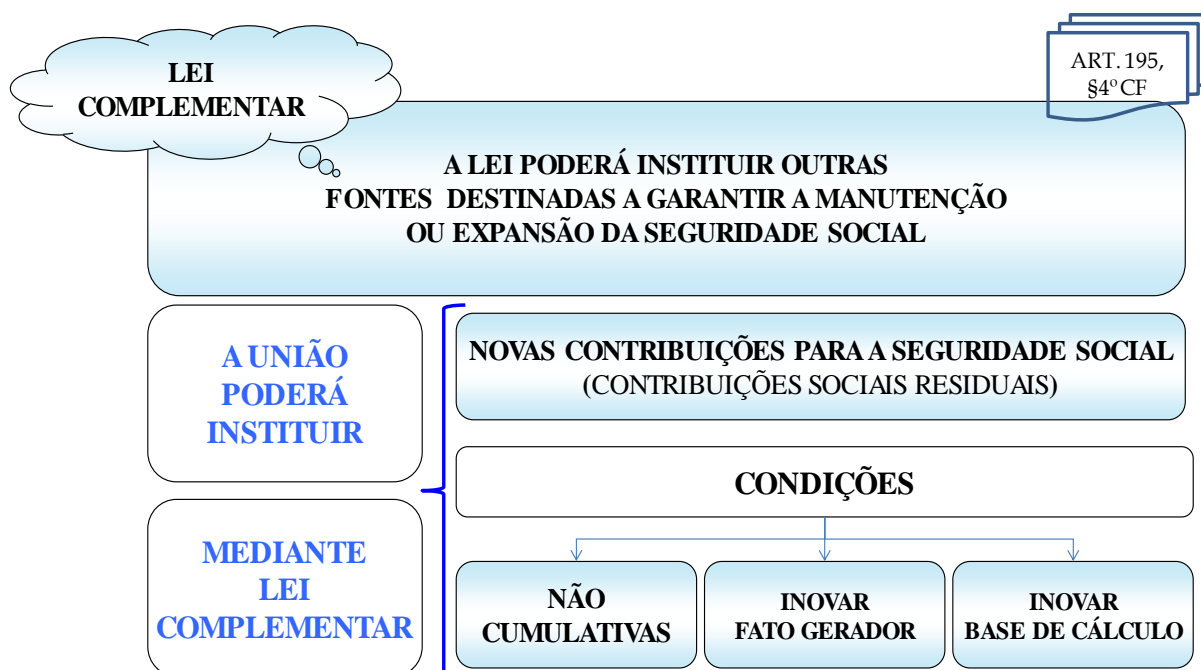 LEI
COMPLEMENTAR
ART. 195,
§4º CF
A LEI PODERÁ INSTITUIR OUTRAS
FONTES DESTINADAS A GARANTIR A MANUTENÇÃO
OU EXPANSÃO DA SEGURIDADE SOCIAL
A UNIÃO
PODERÁ
INSTITUIR
NOVAS CONTRIBUIÇÕES PARA A SEGURIDADE SOCIAL
(CONTRIBUIÇÕES SOCIAIS RESIDUAIS)
CONDIÇÕES
MEDIANTE
LEI
COMPLEMENTAR
NÃO
CUMULATIVAS
INOVAR
FATO GERADOR
INOVAR
BASE DE CÁLCULO